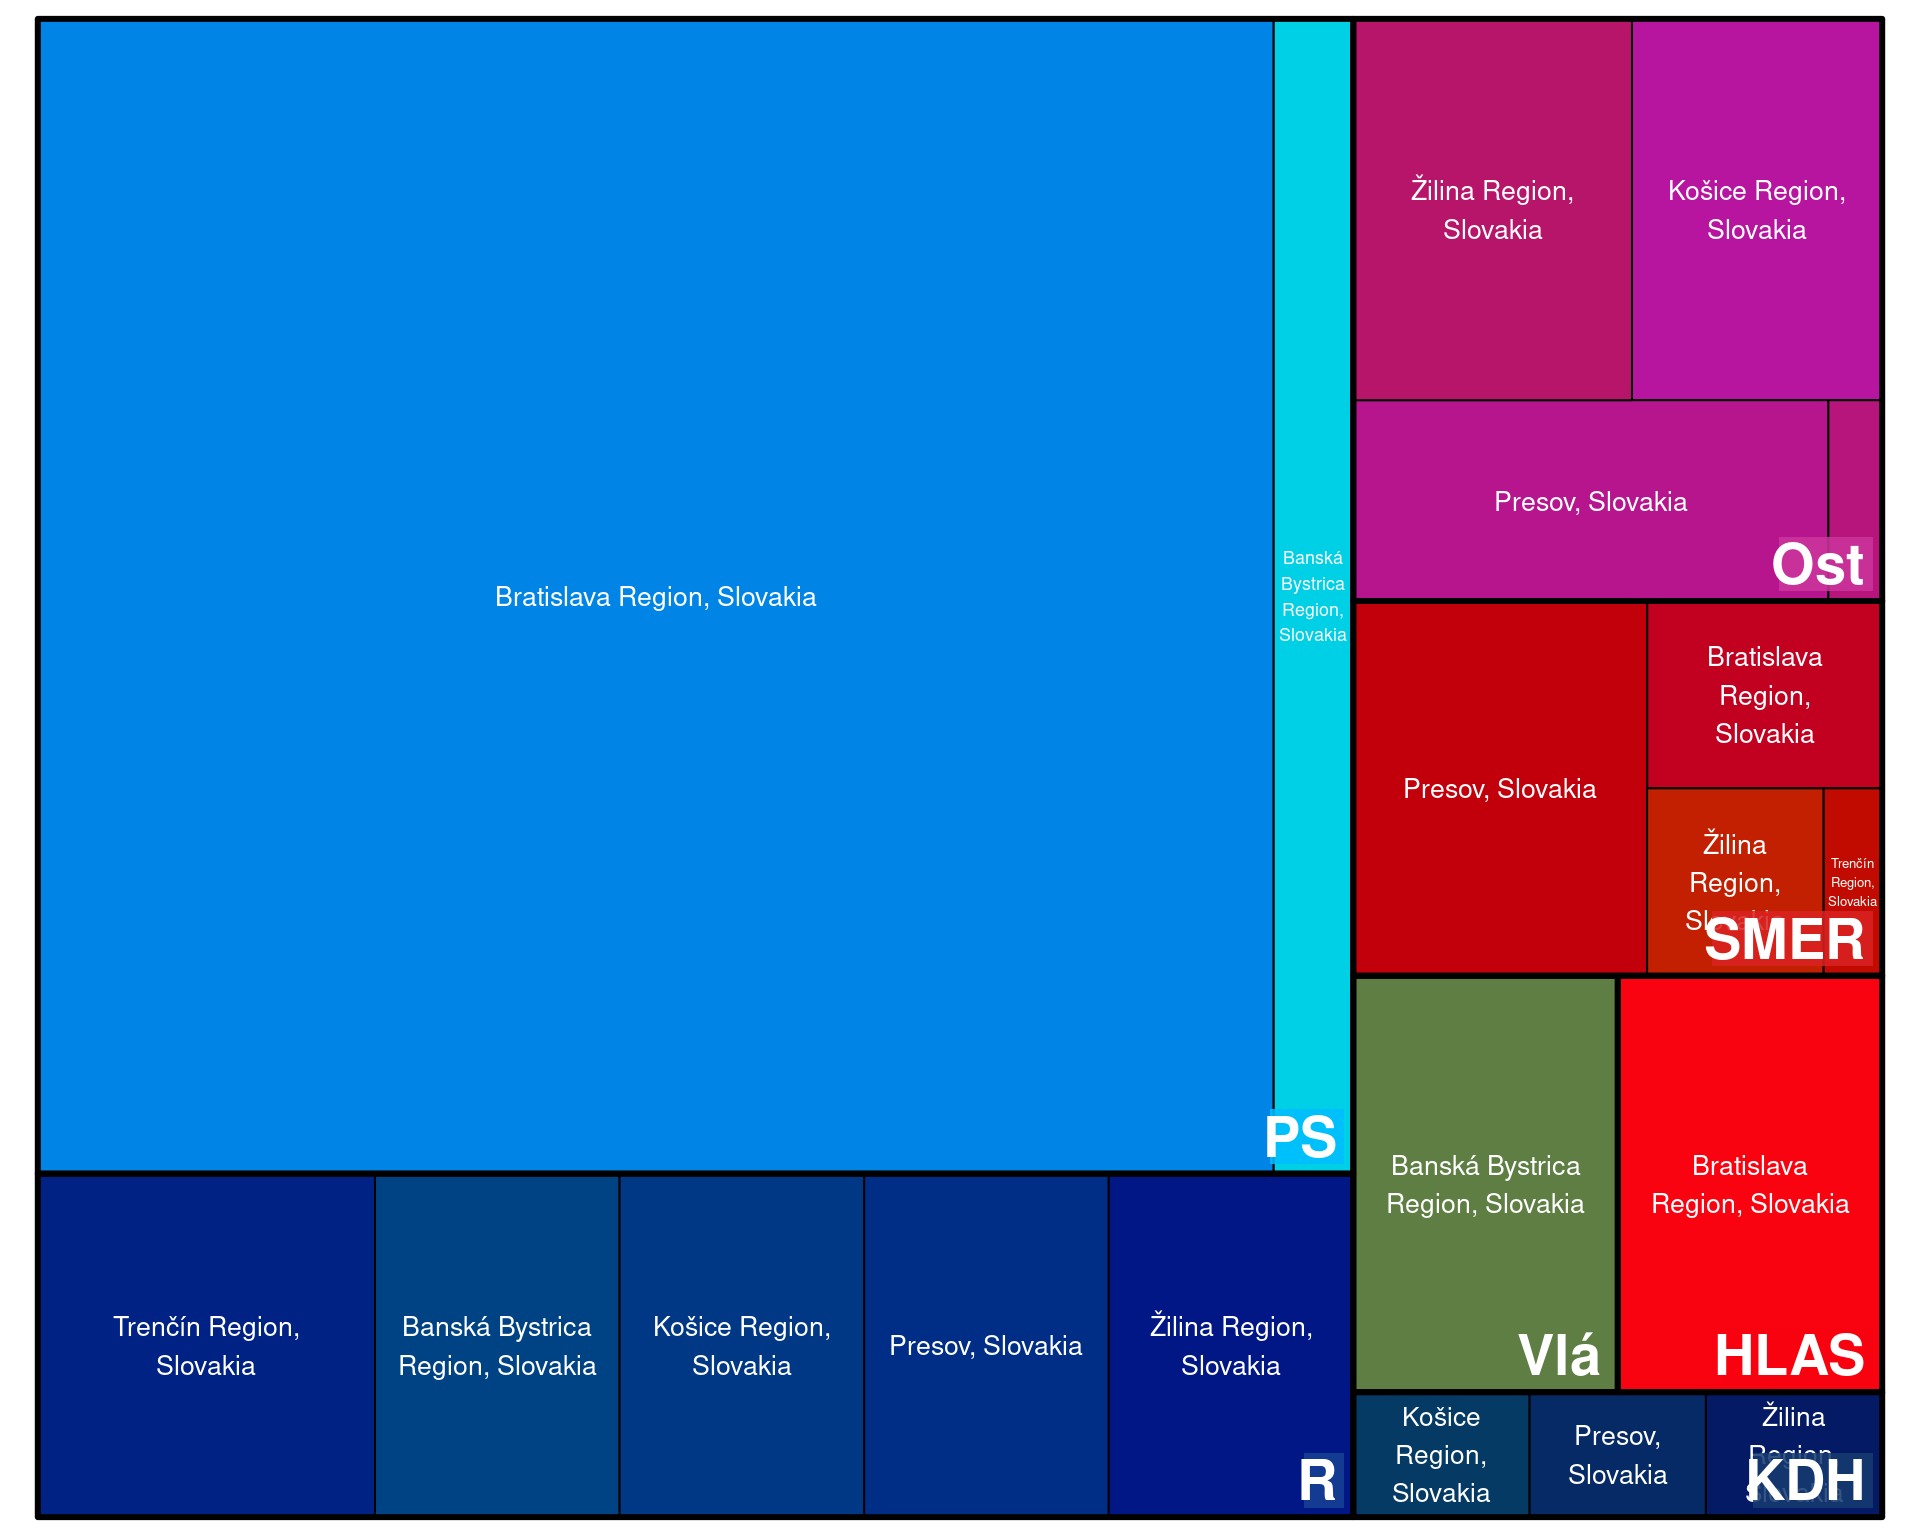 Bratislava Region, Slovakia
Banská
Bystrica
Region,
Slovakia
PS
Trenčín Region,
Slovakia
Banská Bystrica
Region, Slovakia
Košice Region,
Slovakia
Presov, Slovakia
Žilina Region,
Slovakia
R
Žilina Region,
Slovakia
Košice Region,
Slovakia
Presov, Slovakia
Ost
Presov, Slovakia
Bratislava
Region,
Slovakia
Žilina
Region,
Slovakia
Trenčín
Region,
Slovakia
SMER
Banská Bystrica
Region, Slovakia
Vlá
Bratislava
Region, Slovakia
HLAS
Košice
Region,
Slovakia
Presov,
Slovakia
Žilina
Region,
Slovakia
KDH